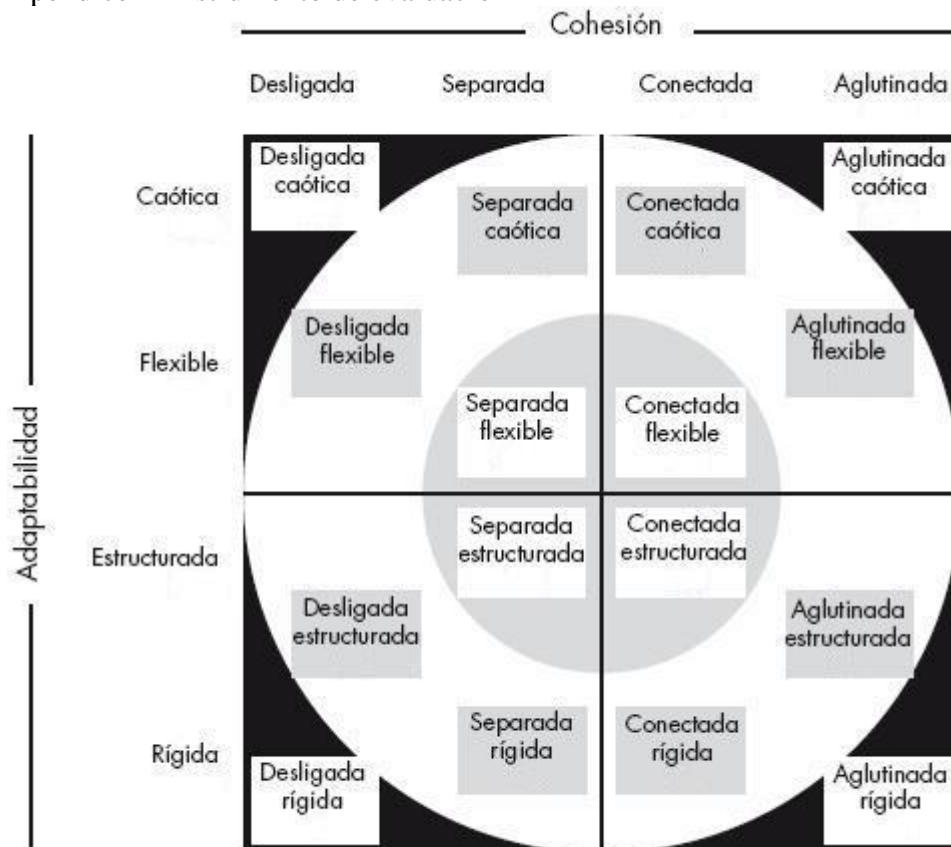 Cohesión
Desligada Separada Conectada Aglutinada
Adaptabilidad
Caótica
Desligada
caótica
Separada
caótica
Conectada
caótica
Aglutinada
caótica
Flexible
Desligada
flexible
Separada
flexible
Conectada
flexible
Aglutinada
flexible
Estructurada
Desligada
estructurada
Separada
estructurada
Conectada
estructurada
Aglutinada
estructurada
Rígida
Desligada
rígida
Separada
rígida
Conectada
rígida
Aglutinada
rígida